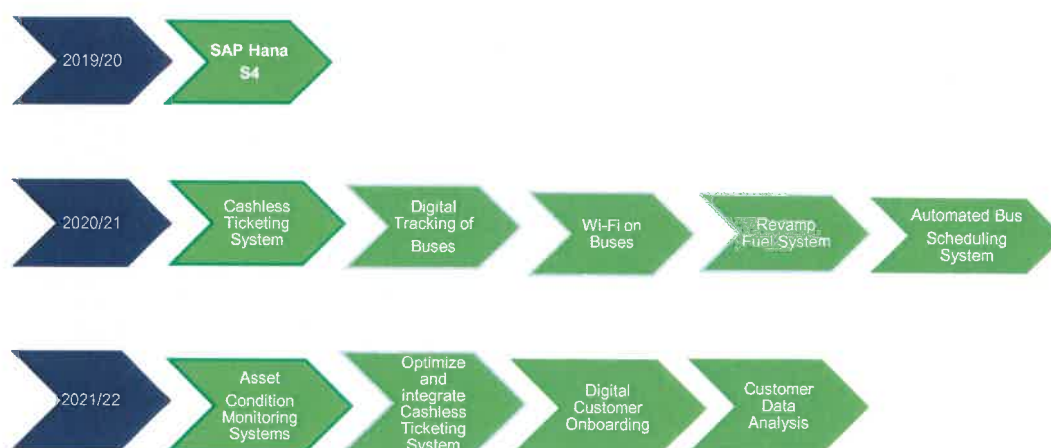 2019/20
SAP Hana
S4
2020/21
Cashless
Ticketing
System
Digital
Tracking of
Buses
Wi-Fi on
Buses
Revamp
Fuel System
Automated Bus
Scheduling
System
2021/22
Asset
Condition
Monitoring
Systems
Optimize
and
integrate
Cashless
Ticketing
System
Digital
Customer
Onboarding
Customer
Data
Analysis